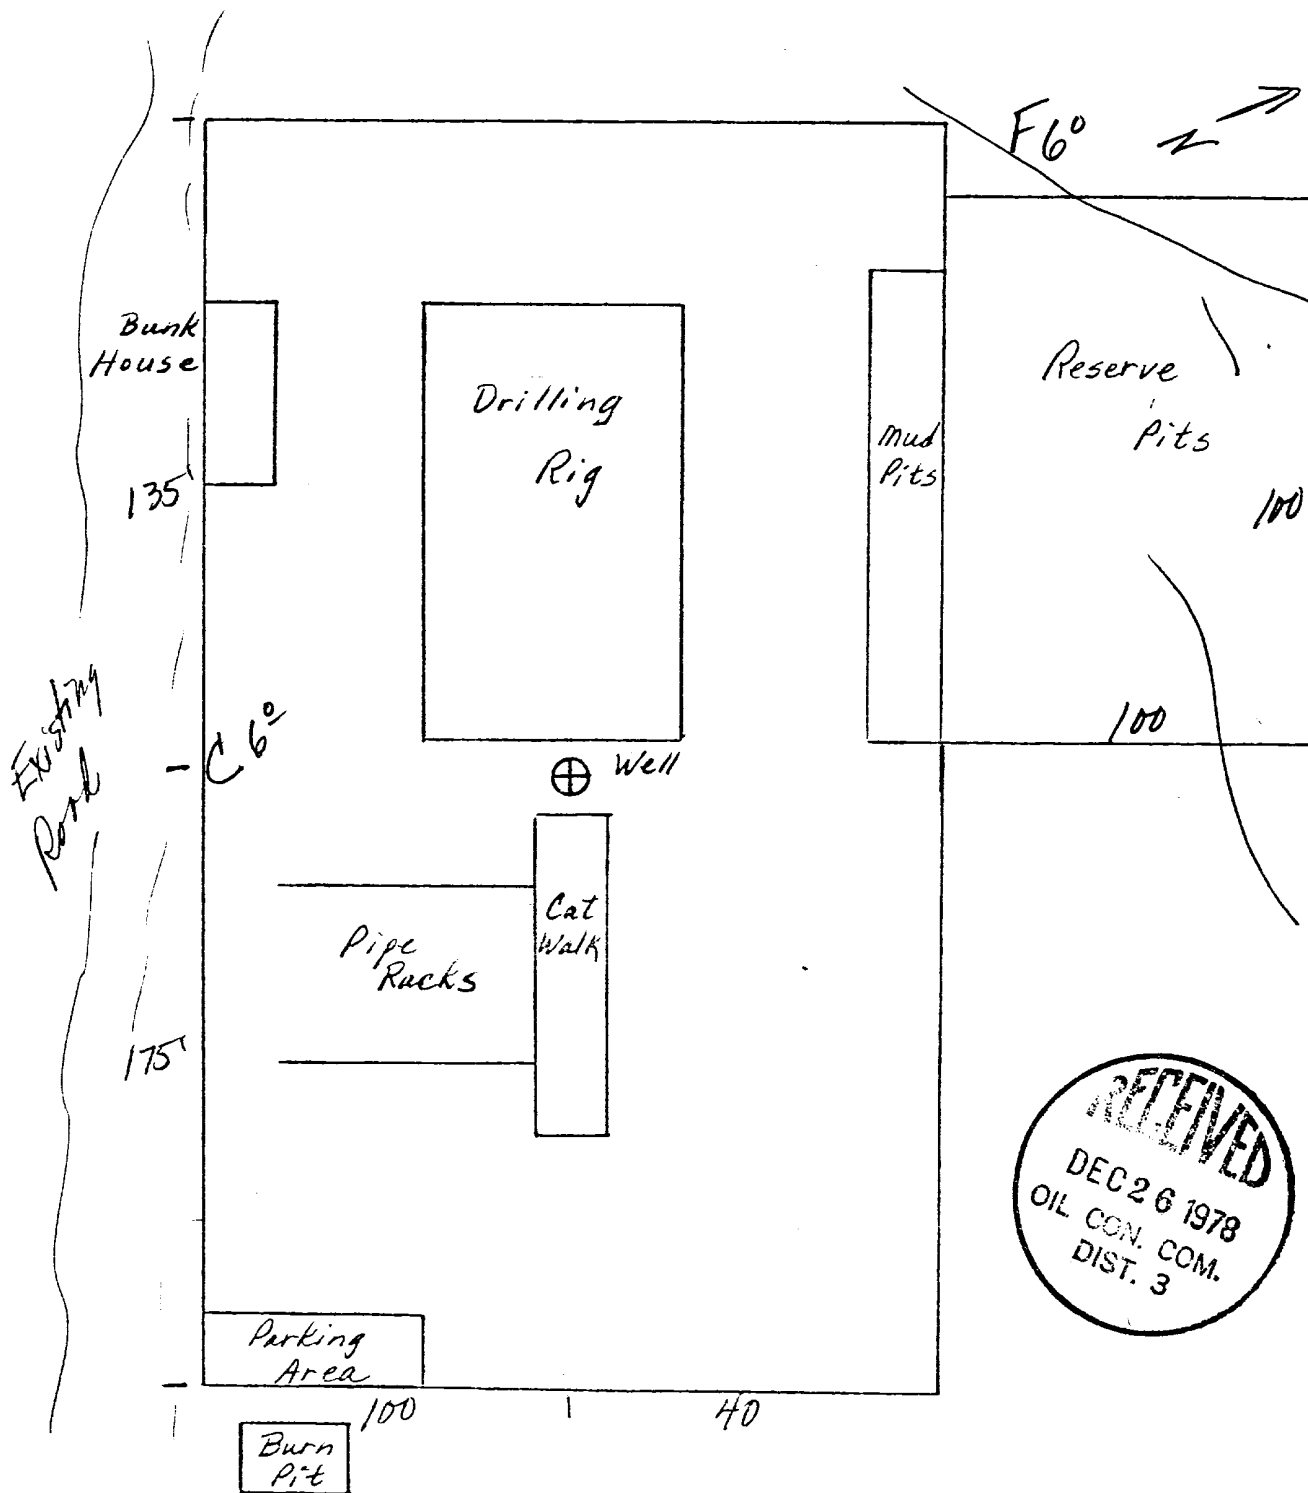 F6°
N
Bunk
House
Drilling
Rig
Mud
Pits
Reserve
Pits
135'
100
Existing
Road
C 6°
100
Well
Cat
Walk
Pipe
Racks
175'
RECEIVED
DEC 26 1978
OIL CON. COM.
DIST. 3
Parking
Area
100
40
Burn
Pit